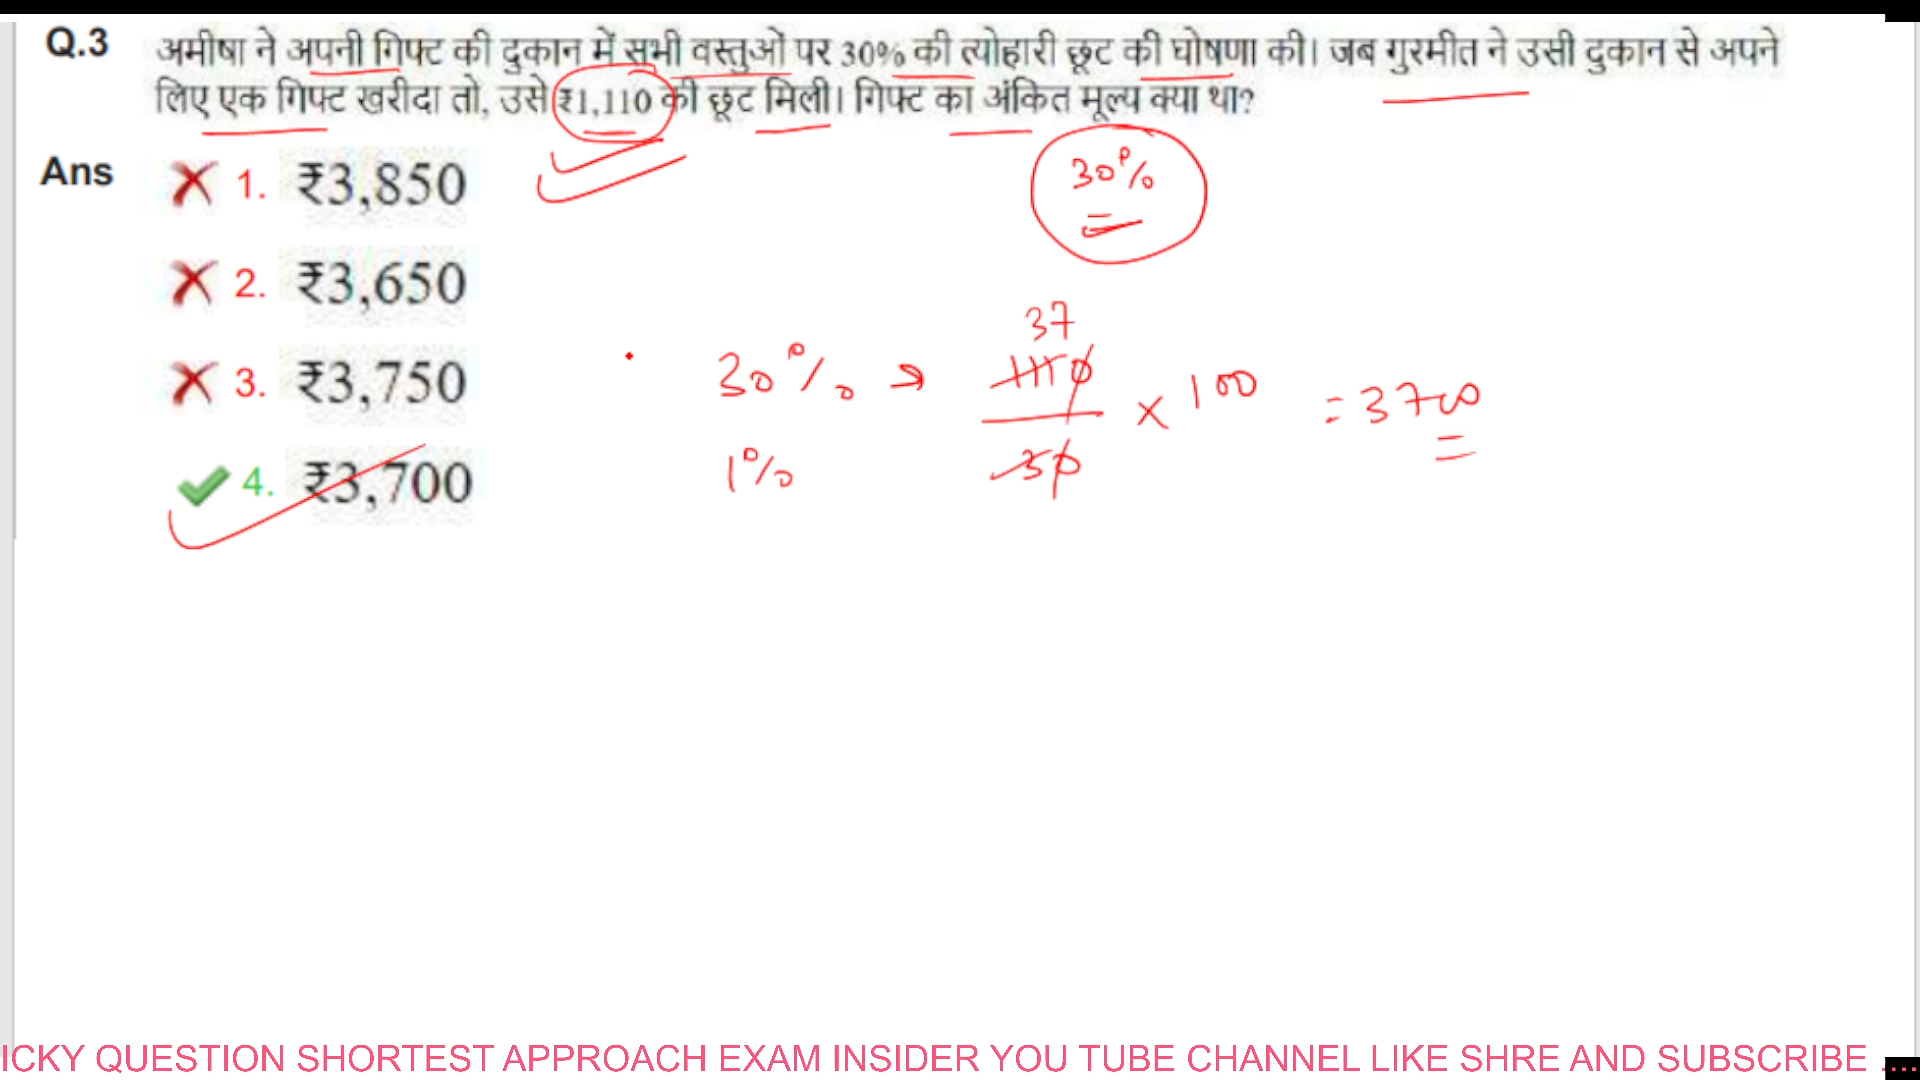 Q.3 अमीषा ने अपनी गिफ्ट की दुकान में सभी वस्तुओं पर 30% की त्योहारी छूट की घोषणा की। जब गुरमीत ने उसी दुकान से अपने
लिए एक गिफ्ट खरीदा तो, उसे ₹1,110 की छूट मिली। गिफ्ट का अंकित मूल्य क्या था?
30%
Ans 1. ₹3,850
2. ₹3,650
37
3. ₹3,750
30% → 1110 × 100 = 3700
1% 30
4. ₹3,700
ICKY QUESTION SHORTEST APPROACH EXAM INSIDER YOU TUBE CHANNEL LIKE SHRE AND SUBSCRIBE ....